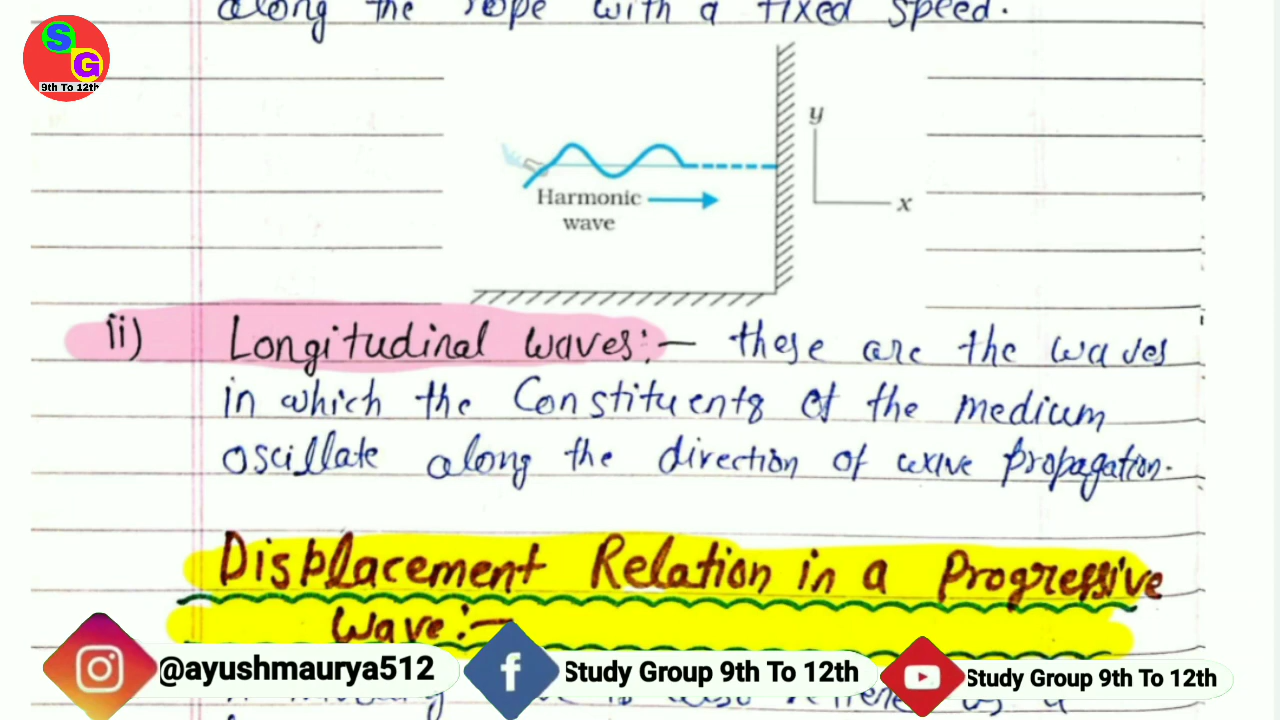 along the rope with a fixed speed.
SG
9th To 12th
y
Harmonic
wave
x
ii) Longitudinal waves:— these are the waves
in which the Constituents of the medium
oscillate along the direction of wave propagation.
Displacement Relation in a Progressive
Wave:—
@ayushmaurya512
Study Group 9th To 12th
Study Group 9th To 12th